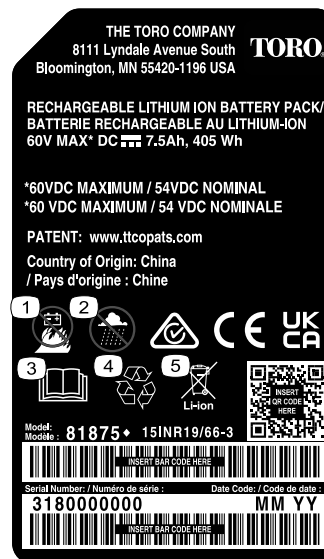 THE TORO COMPANY
8111 Lyndale Avenue South
Bloomington, MN 55420-1196 USA
TORO.
RECHARGEABLE LITHIUM ION BATTERY PACK/
BATTERIE RECHARGEABLE AU LITHIUM-ION
60V MAX* DC 7.5Ah, 405 Wh
*60VDC MAXIMUM / 54VDC NOMINAL
*60 VDC MAXIMUM / 54 VDC NOMINALE
PATENT: www.ttcopats.com
Country of Origin: China
/ Pays d'origine : Chine
1 2
CE UK CA
3 4 5
Li-ion
INSERT
QR CODE
HERE
Model:
Modèle : 81875◆ 15INR19/66-3
INSERT BAR CODE HERE
Serial Number: / Numéro de série : Date Code: / Code de date :
3180000000 MM YY
INSERT BAR CODE HERE